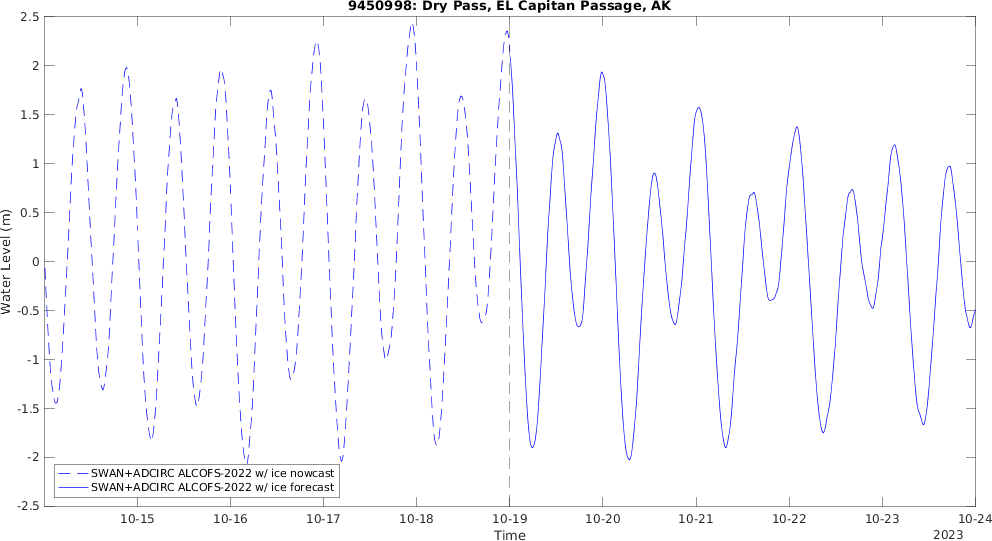 9450998: Dry Pass, EL Capitan Passage, AK
2.5
2
1.5
1
0.5
0
-0.5
-1
-1.5
-2
-2.5
Water Level (m)
SWAN+ADCIRC ALCOFS-2022 w/ ice nowcast
SWAN+ADCIRC ALCOFS-2022 w/ ice forecast
10-15 10-16 10-17 10-18 10-19 10-20 10-21 10-22 10-23 10-24
Time
2023